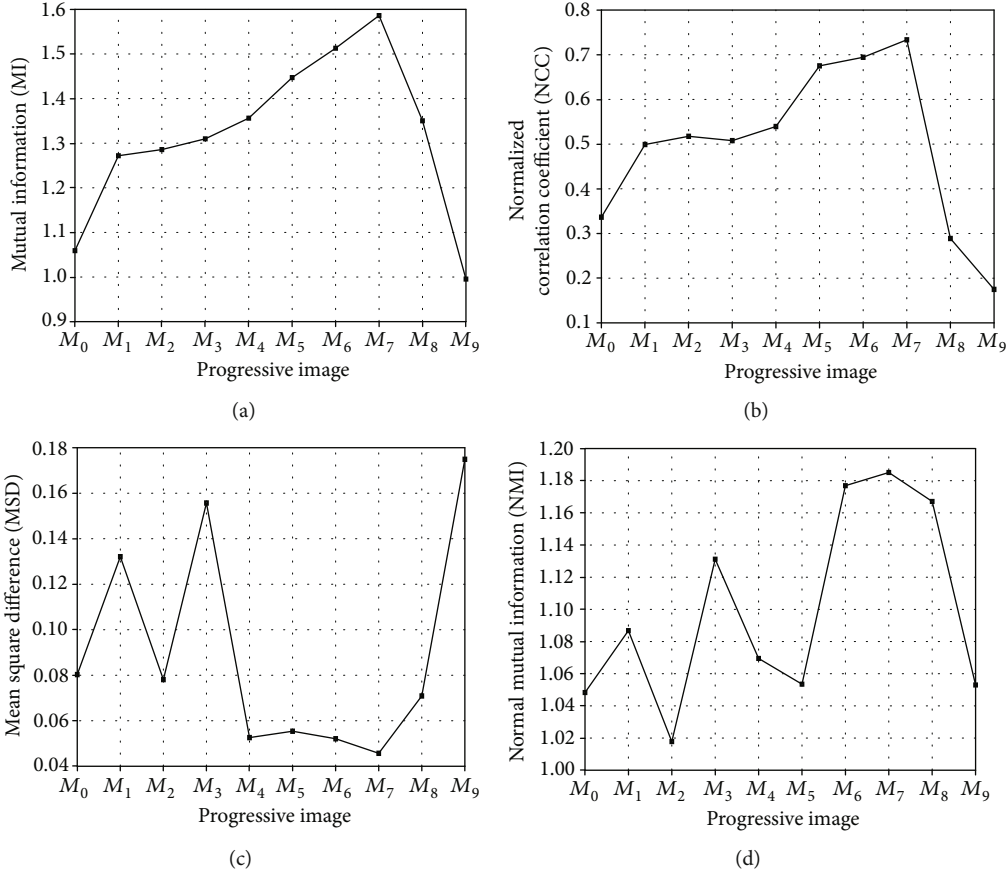 Mutual information (MI)
1.6
1.5
1.4
1.3
1.2
1.1
1.0
0.9
M0 M1 M2 M3 M4 M5 M6 M7 M8 M9
Progressive image
(a)
Normalized
correlation coefficient (NCC)
0.8
0.7
0.6
0.5
0.4
0.3
0.2
0.1
M0 M1 M2 M3 M4 M5 M6 M7 M8 M9
Progressive image
(b)
Mean square difference (MSD)
0.18
0.16
0.14
0.12
0.10
0.08
0.06
0.04
M0 M1 M2 M3 M4 M5 M6 M7 M8 M9
Progressive image
(c)
Normal mutual information (NMI)
1.20
1.18
1.16
1.14
1.12
1.10
1.08
1.06
1.04
1.02
1.00
M0 M1 M2 M3 M4 M5 M6 M7 M8 M9
Progressive image
(d)